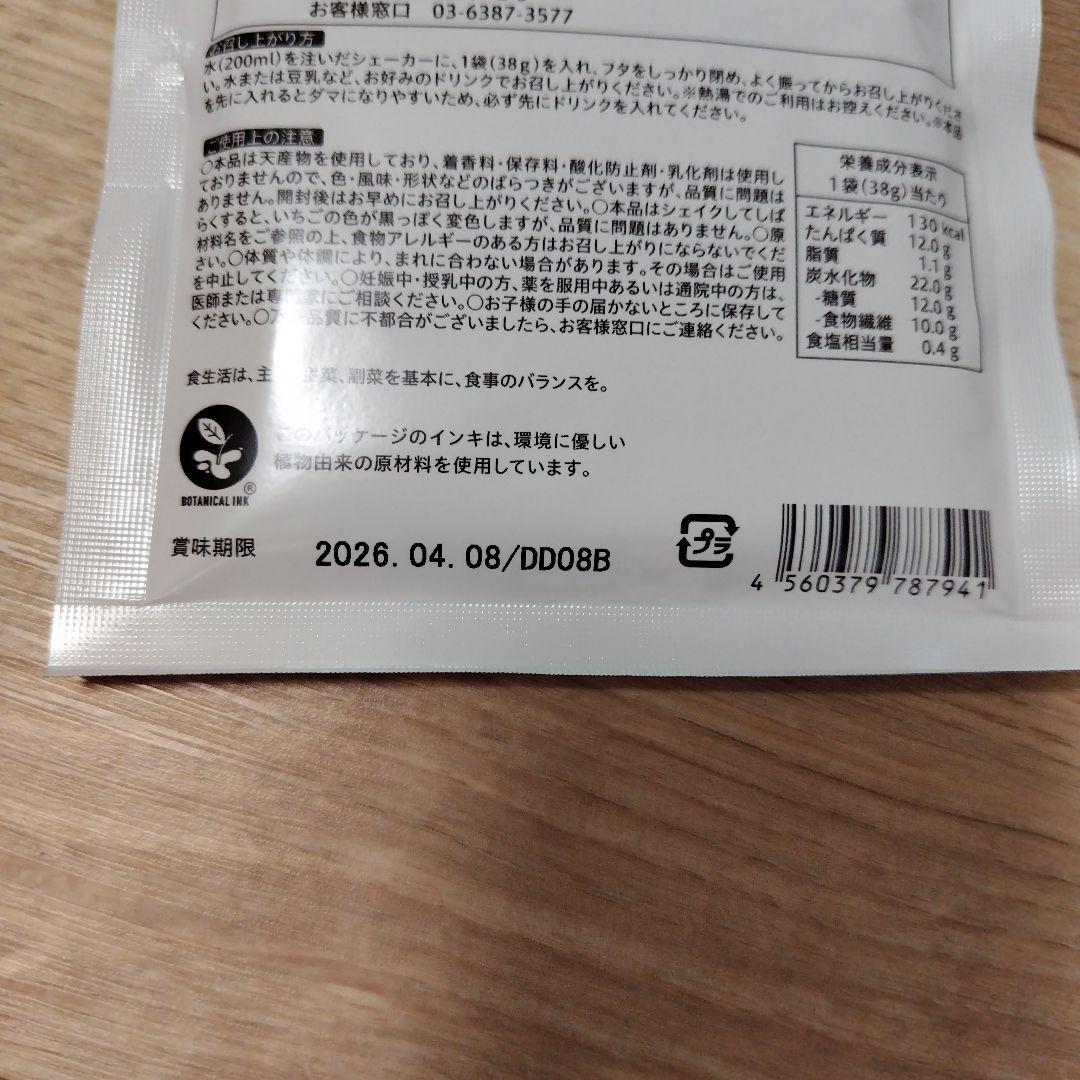 お客様窓口 03-6387-3577
お召し上がり方
水(200ml)を注いだシェーカーに、1袋(38g)を入れ、フタをしっかり閉め、よく振ってからお召し上がりくださ
い。水または豆乳など、お好みのドリンクでお召し上がりください。※熱湯でのご利用はお控えください。※本品
を先に入れるとダマになりやすいため、必ず先にドリンクを入れてください。
ご使用上の注意
○本品は天産物を使用しており、着香料・保存料・酸化防止剤・乳化剤は使用し
ておりませんので、色・風味・形状などのばらつきがございますが、品質に問題は
ありません。開封後はお早めにお召し上がりください。○本品はシェイクしてしば
らくすると、いちごの色が黒っぽく変色しますが、品質に問題はありません。○原
材料名をご参照の上、食物アレルギーのある方はお召し上がりにならないでくだ
さい。○体質や体調により、まれに合わない場合があります。その場合はご使用
を中止してください。○妊娠中・授乳中の方、薬を服用中あるいは通院中の方は、
医師または専門家にご相談ください。○お子様の手の届かないところに保存して
ください。○万一品質に不都合がございましたら、お客様窓口にご連絡ください。
栄養成分表示
1袋(38g)当たり
エネルギー 130 kcal
たんぱく質 12.0 g
脂質 1.1 g
炭水化物 22.0 g
-糖質 12.0 g
-食物繊維 10.0 g
食塩相当量 0.4 g
食生活は、主食、主菜、副菜を基本に、食事のバランスを。
このパッケージのインキは、環境に優しい
植物由来の原材料を使用しています。
BOTANICAL INK®
賞味期限 2026.04.08/DD08B
プラ
4 560379 787941